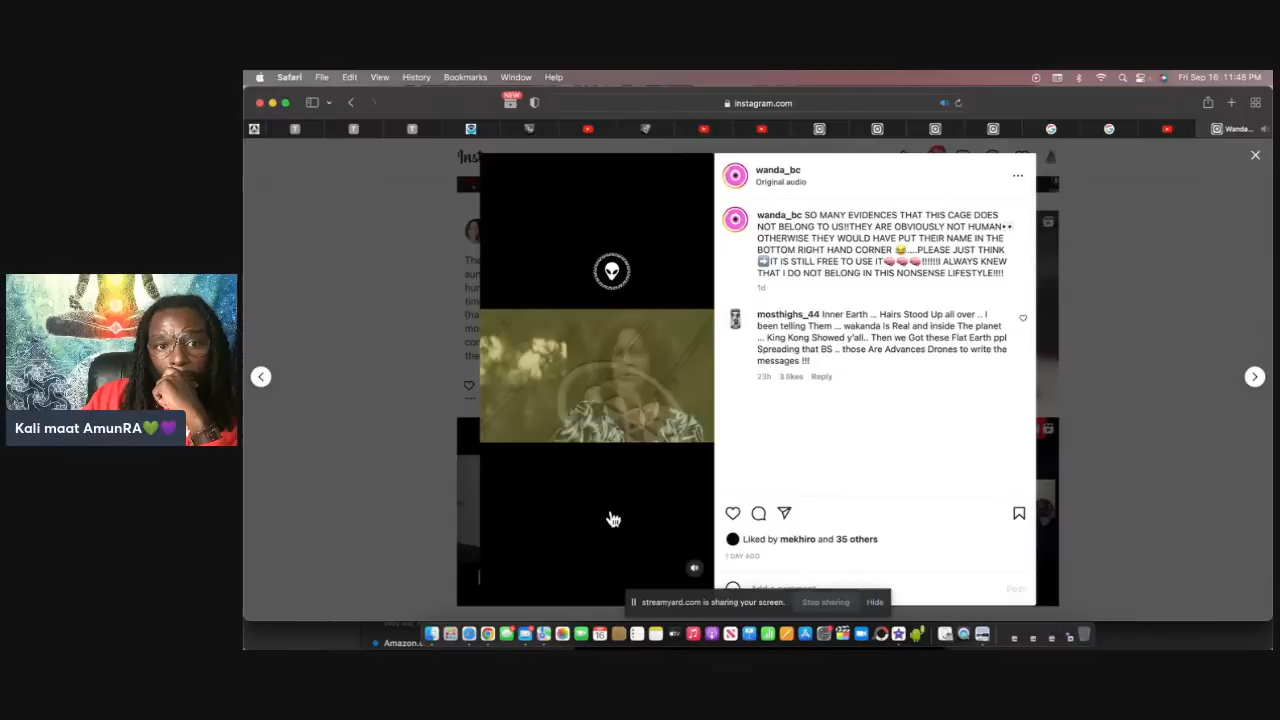 Safari File Edit View History Bookmarks Window Help
Fri Sep 16 11:48 PM
NEW
instagram.com
Wanda...
wanda_bc
Original audio
wanda_bc SO MANY EVIDENCES THAT THIS CAGE DOES
NOT BELONG TO US!!THEY ARE OBVIOUSLY NOT HUMAN👀
OTHERWISE THEY WOULD HAVE PUT THEIR NAME IN THE
BOTTOM RIGHT HAND CORNER 😂....PLEASE JUST THINK
➡️IT IS STILL FREE TO USE IT🧠🧠🧠!!!!!!! ALWAYS KNEW
THAT I DO NOT BELONG IN THIS NONSENSE LIFESTYLE!!!!
1d
mosthighs_44 Inner Earth ... Hairs Stood Up all over .. I
been telling Them ... wakanda Is Real and inside The planet
... King Kong Showed y'all.. Then we Got these Flat Earth ppl
Spreading that BS .. those Are Advances Drones to write the
messages !!!
23h 3 likes Reply
Kali maat AmunRA💚💜
Liked by mekhiro and 35 others
1 DAY AGO
Add a comment...
Post
streamyard.com is sharing your screen. Stop sharing Hide
Amazon.c